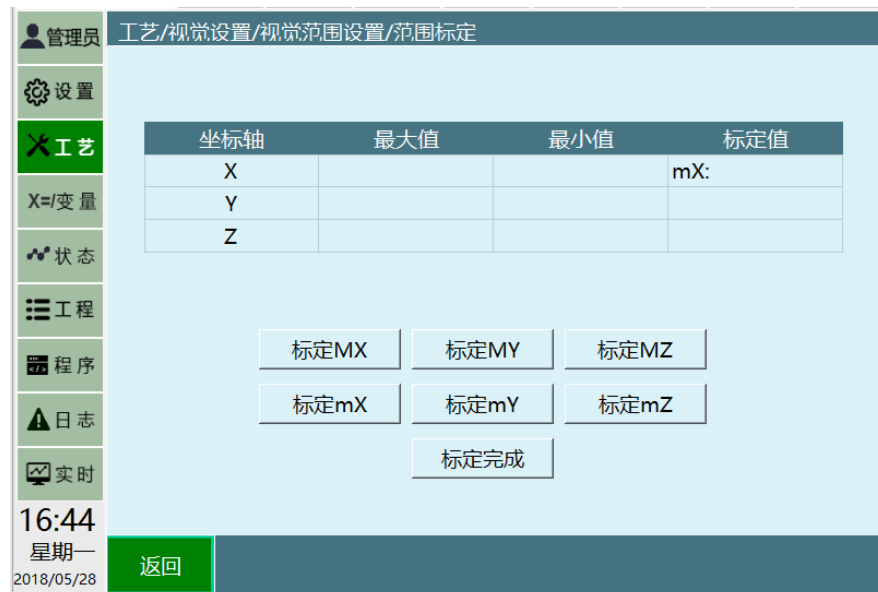 管理员
工艺/视觉设置/视觉范围设置/范围标定
设置
工艺
X=/变量
状态
工程
程序
日志
实时
16:44
星期一
2018/05/28
坐标轴 最大值 最小值 标定值
X mX:
Y
Z
标定MX 标定MY 标定MZ
标定mX 标定mY 标定mZ
标定完成
返回